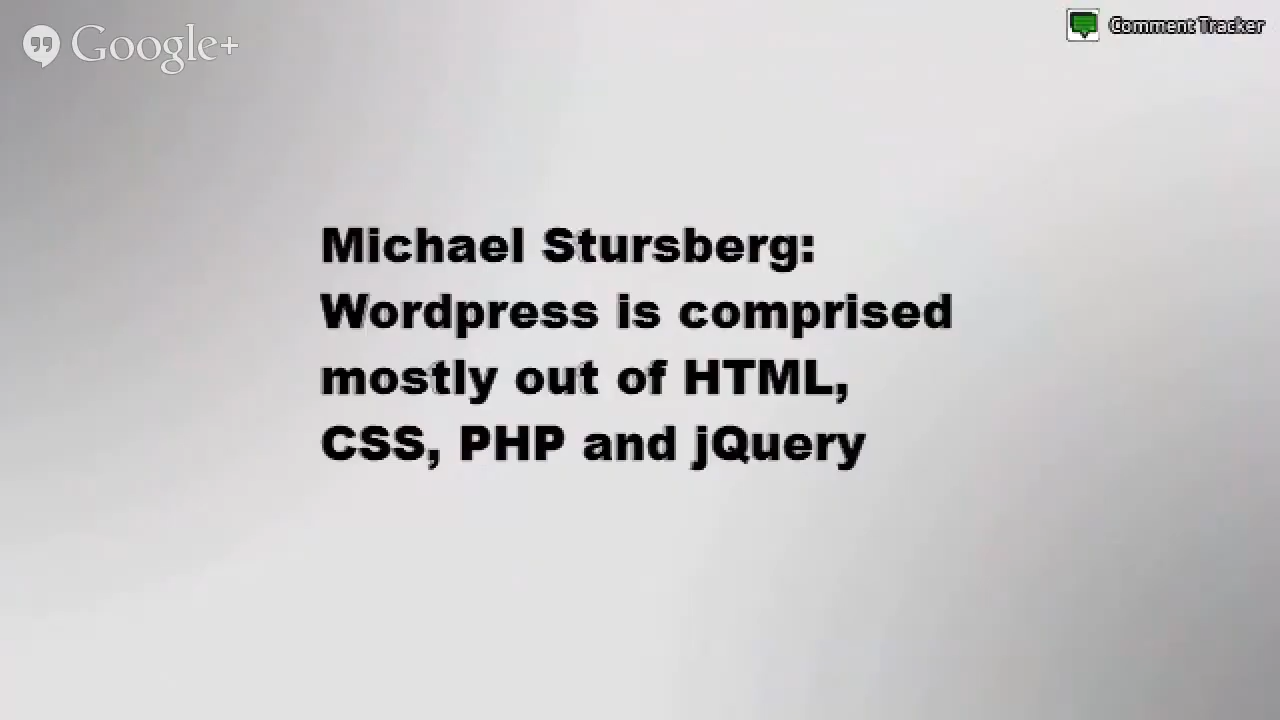 Google+
Comment Tracker
Michael Stursberg:
Wordpress is comprised
mostly out of HTML,
CSS, PHP and jQuery